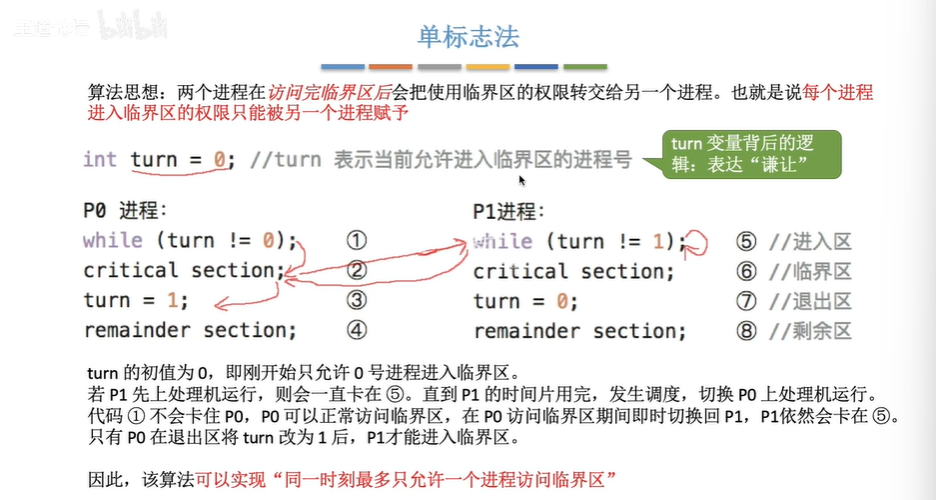 单标志法
算法思想：两个进程在访问完临界区后会把使用临界区的权限转交给另一个进程。也就是说每个进程
进入临界区的权限只能被另一个进程赋予
int turn = 0; //turn 表示当前允许进入临界区的进程号
turn 变量背后的逻
辑：表达“谦让”
P0 进程：
while (turn != 0); ①
critical section; ②
turn = 1; ③
remainder section; ④
P1进程：
while (turn != 1); ⑤ //进入区
critical section; ⑥ //临界区
turn = 0; ⑦ //退出区
remainder section; ⑧ //剩余区
turn 的初值为 0，即刚开始只允许 0 号进程进入临界区。
若 P1 先上处理机运行，则会一直卡在 ⑤。直到 P1 的时间片用完，发生调度，切换 P0 上处理机运行。
代码 ① 不会卡住 P0，P0 可以正常访问临界区，在 P0 访问临界区期间即时切换回 P1，P1依然会卡在 ⑤。
只有 P0 在退出区将 turn 改为 1 后，P1才能进入临界区。
因此，该算法可以实现“同一时刻最多只允许一个进程访问临界区”